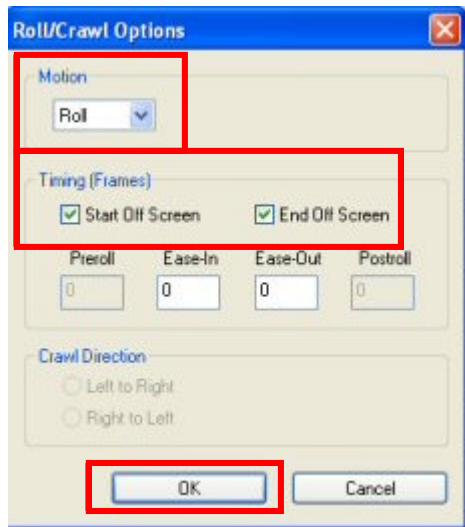 Roll/Crawl Options
Motion
Roll
Timing (Frames)
Start Off Screen End Off Screen
Preroll Ease-In Ease-Out Postroll
0 0 0 0
Crawl Direction
Left to Right
Right to Left
OK Cancel